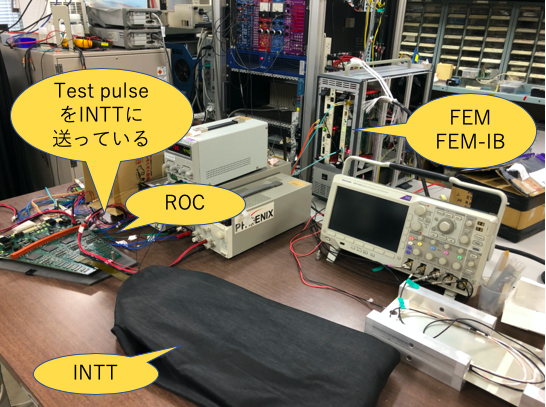 Test pulse
をINTTに
送っている
FEM
FEM-IB
ROC
PHENIX
INTT